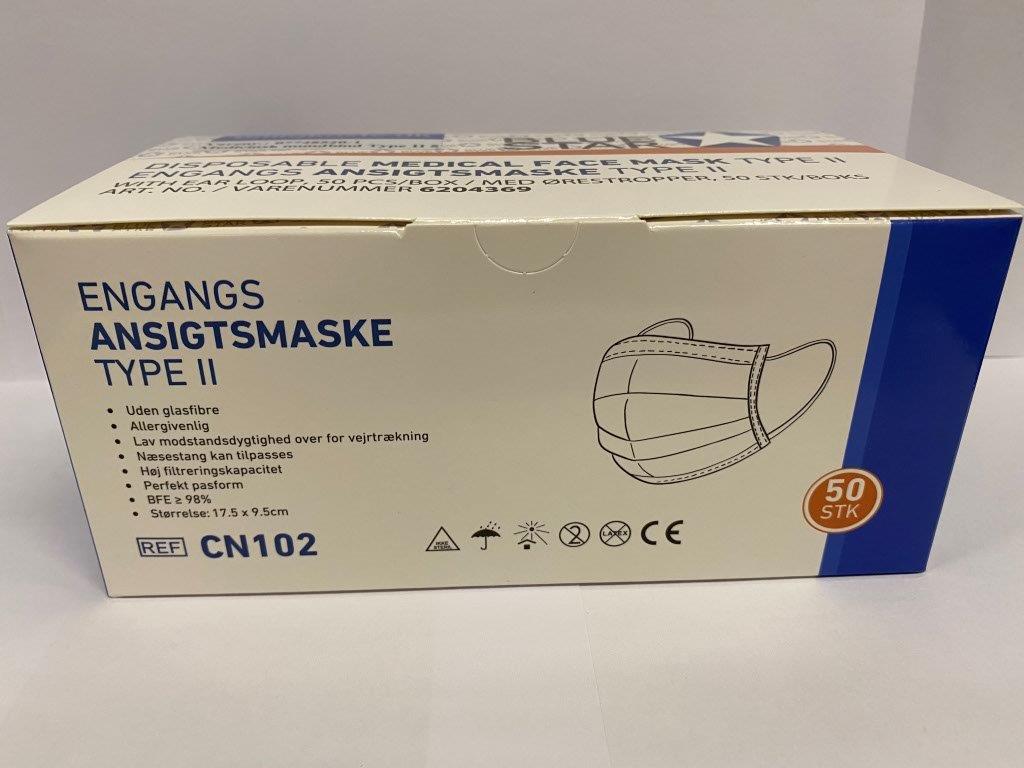 BLUE
STAR
Type II
DISPOSABLE MEDICAL FACE MASK TYPE II
ENGANGS ANSIGTSMASKE TYPE II
WITH EAR LOOP, 50 PCS/BOX / MED ØRESTROPPER, 50 STK/BOKS
ART. NO. / VARENUMMER 6204369
ENGANGS
ANSIGTSMASKE
TYPE II
• Uden glasfibre
• Allergivenlig
• Lav modstandsdygtighed over for vejrtrækning
• Næsestang kan tilpasses
• Høj filtreringskapacitet
• Perfekt pasform
• BFE ≥ 98%
• Størrelse: 17.5 x 9.5cm
REF CN102
IKKE
STERIL
2
LATEX
CE
50
STK